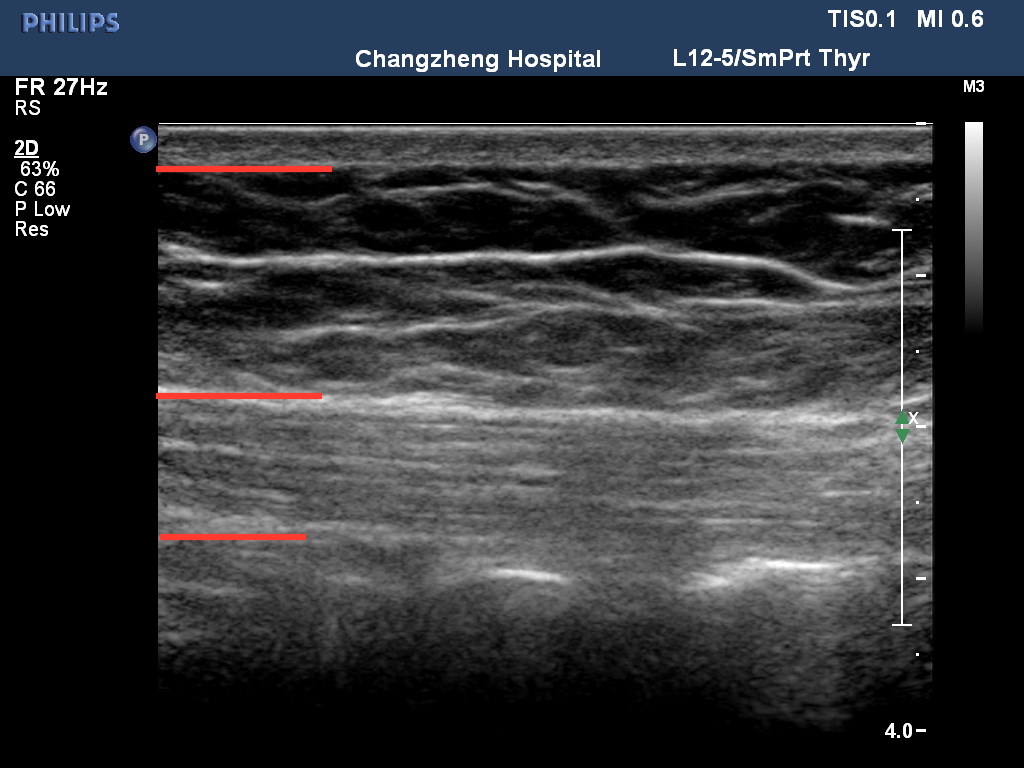 PHILIPS
TIS0.1 MI 0.6
Changzheng Hospital L12-5/SmPrt Thyr
FR 27Hz
RS
M3
P
2D
63%
C 66
P Low
Res
X
4.0